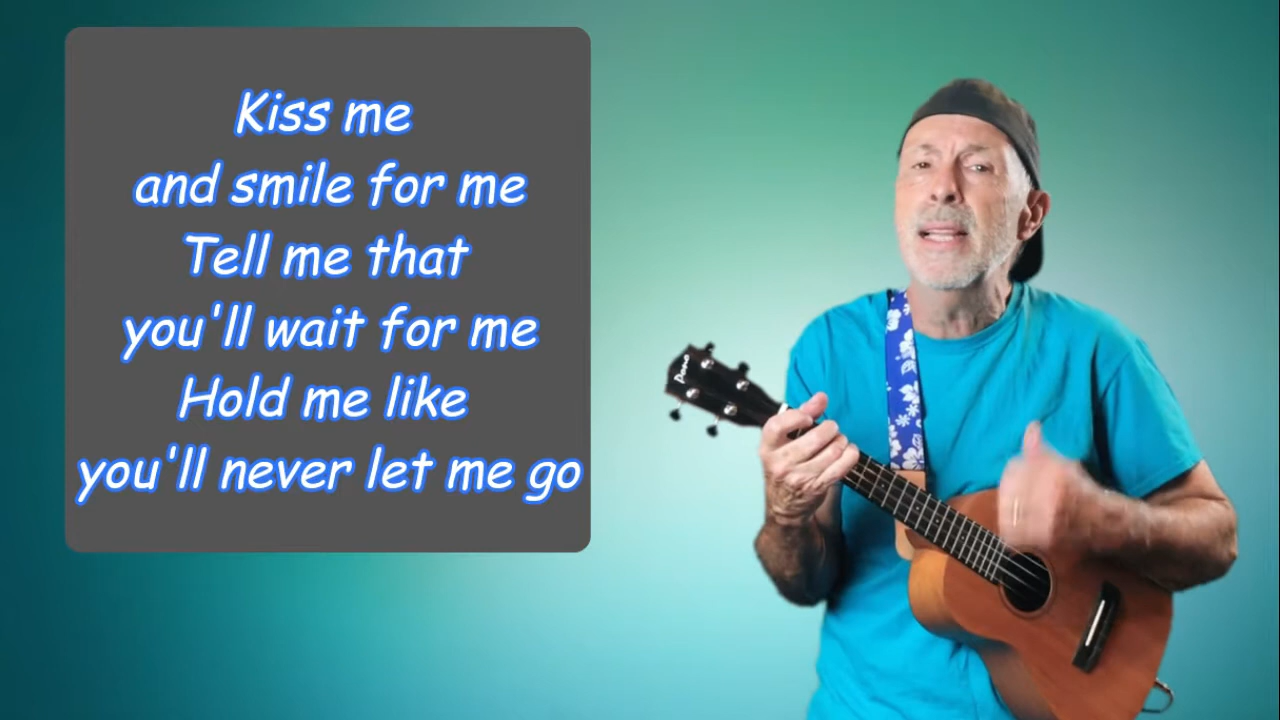 Kiss me
and smile for me
Tell me that
you'll wait for me
Hold me like
you'll never let me go